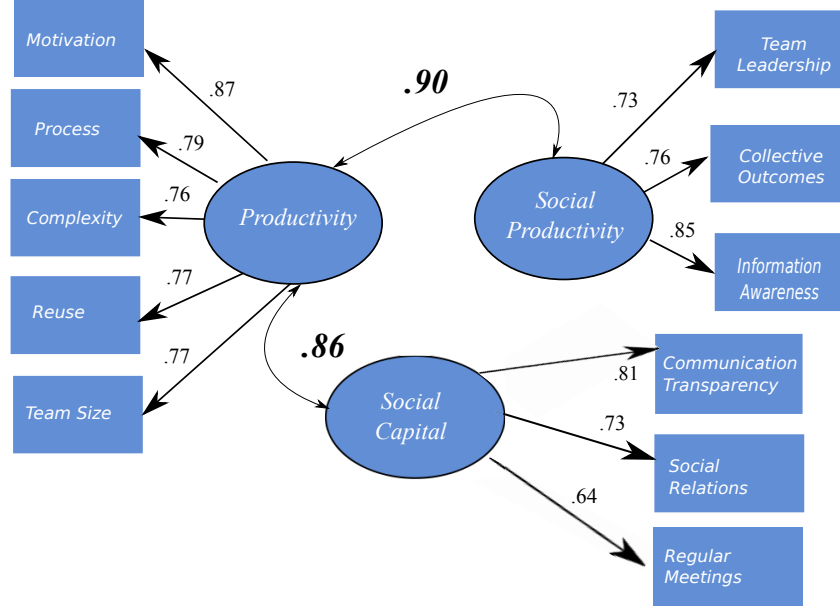 Motivation
.87
Process
.79
Complexity
.76
Reuse
.77
Team Size
.77
Productivity
.90
Social
Productivity
.73
Team
Leadership
.76
Collective
Outcomes
.85
Information
Awareness
.86
Social
Capital
.81
Communication
Transparency
.73
Social
Relations
.64
Regular
Meetings